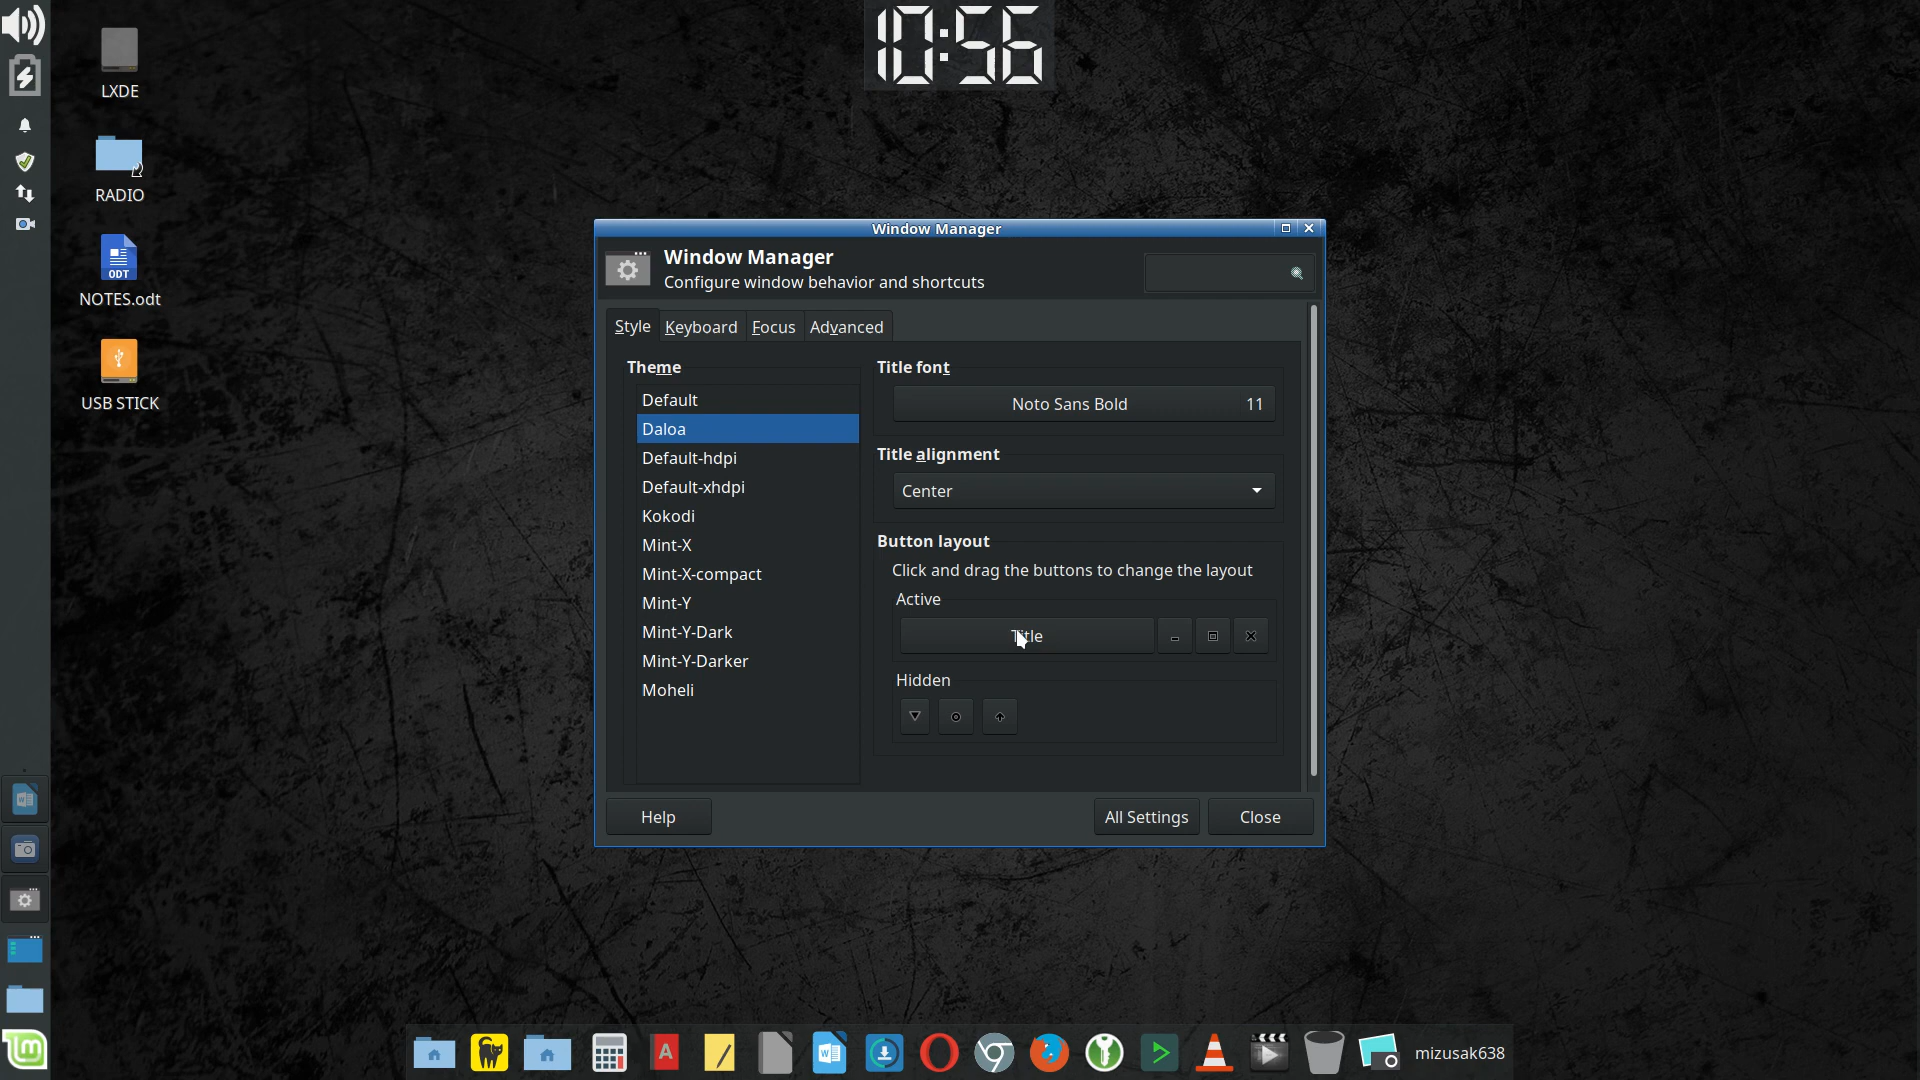 10:56
LXDE
RADIO
ODT
NOTES.odt
USB STICK
Window Manager
Window Manager
Configure window behavior and shortcuts
Style Keyboard Focus Advanced
Theme
Default
Daloa
Default-hdpi
Default-xhdpi
Kokodi
Mint-X
Mint-X-compact
Mint-Y
Mint-Y-Dark
Mint-Y-Darker
Moheli
Title font
Noto Sans Bold 11
Title alignment
Center
Button layout
Click and drag the buttons to change the layout
Active
Title
Hidden
Help
All Settings
Close
mizusak638